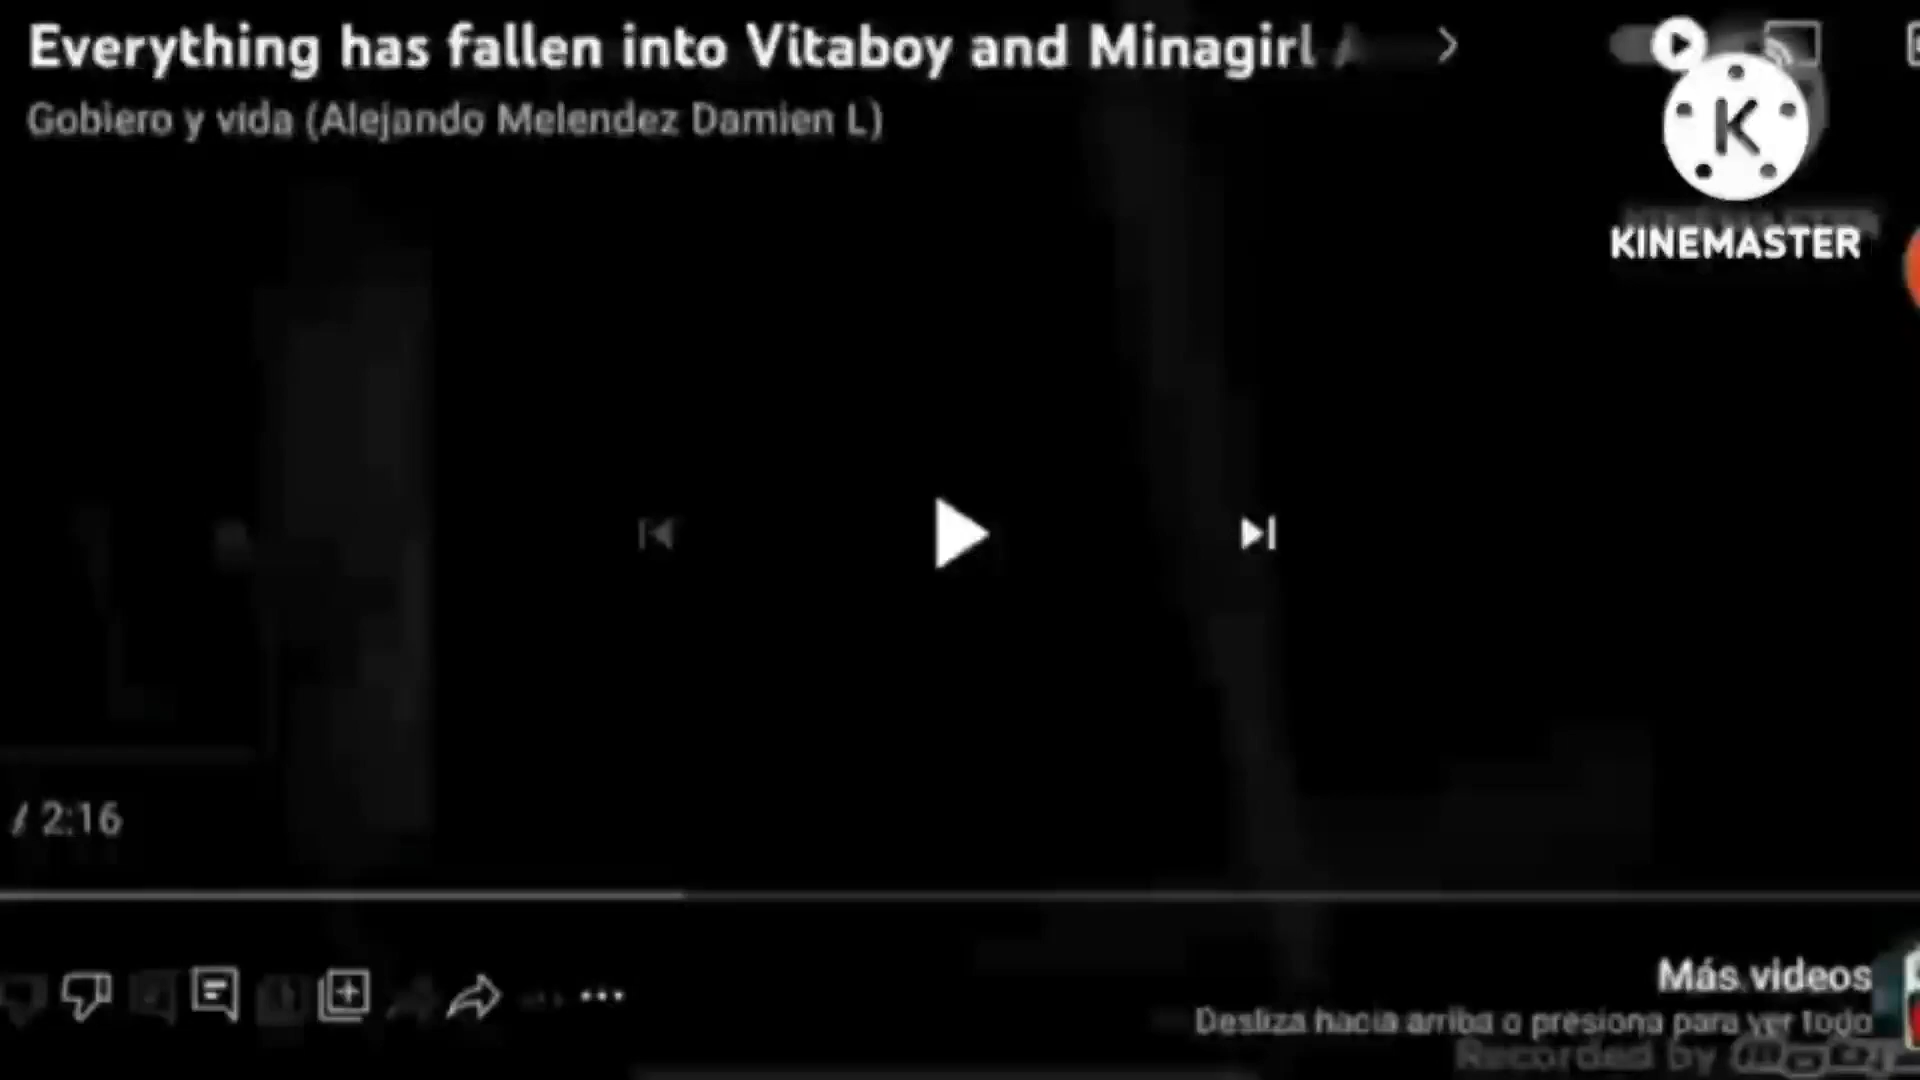 Everything has fallen into Vitaboy and Minagirl
Gobiero y vida (Alejando Melendez Damien L)
K
KINEMASTER
/ 2:16
Más videos
Desliza hacia arriba o presiona para ver todo
Recorded by